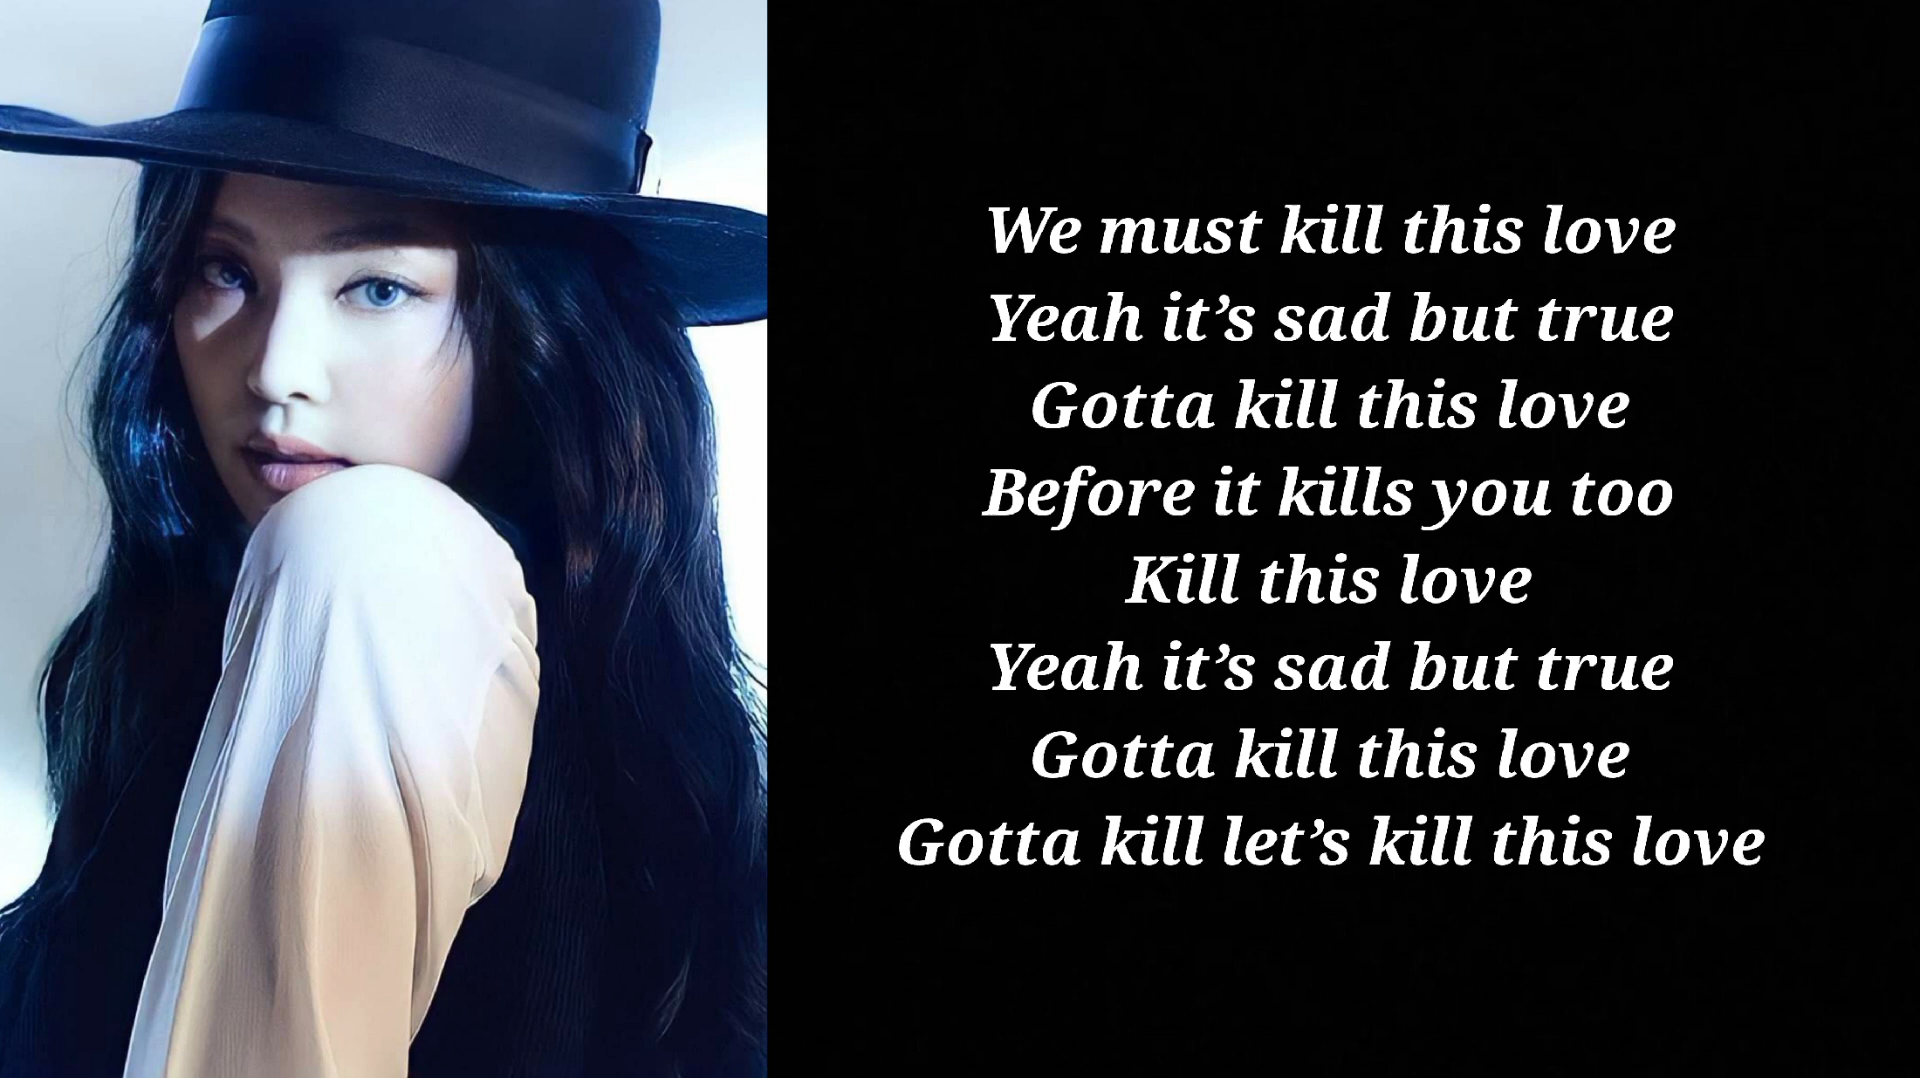 We must kill this love
Yeah it’s sad but true
Gotta kill this love
Before it kills you too
Kill this love
Yeah it’s sad but true
Gotta kill this love
Gotta kill let’s kill this love